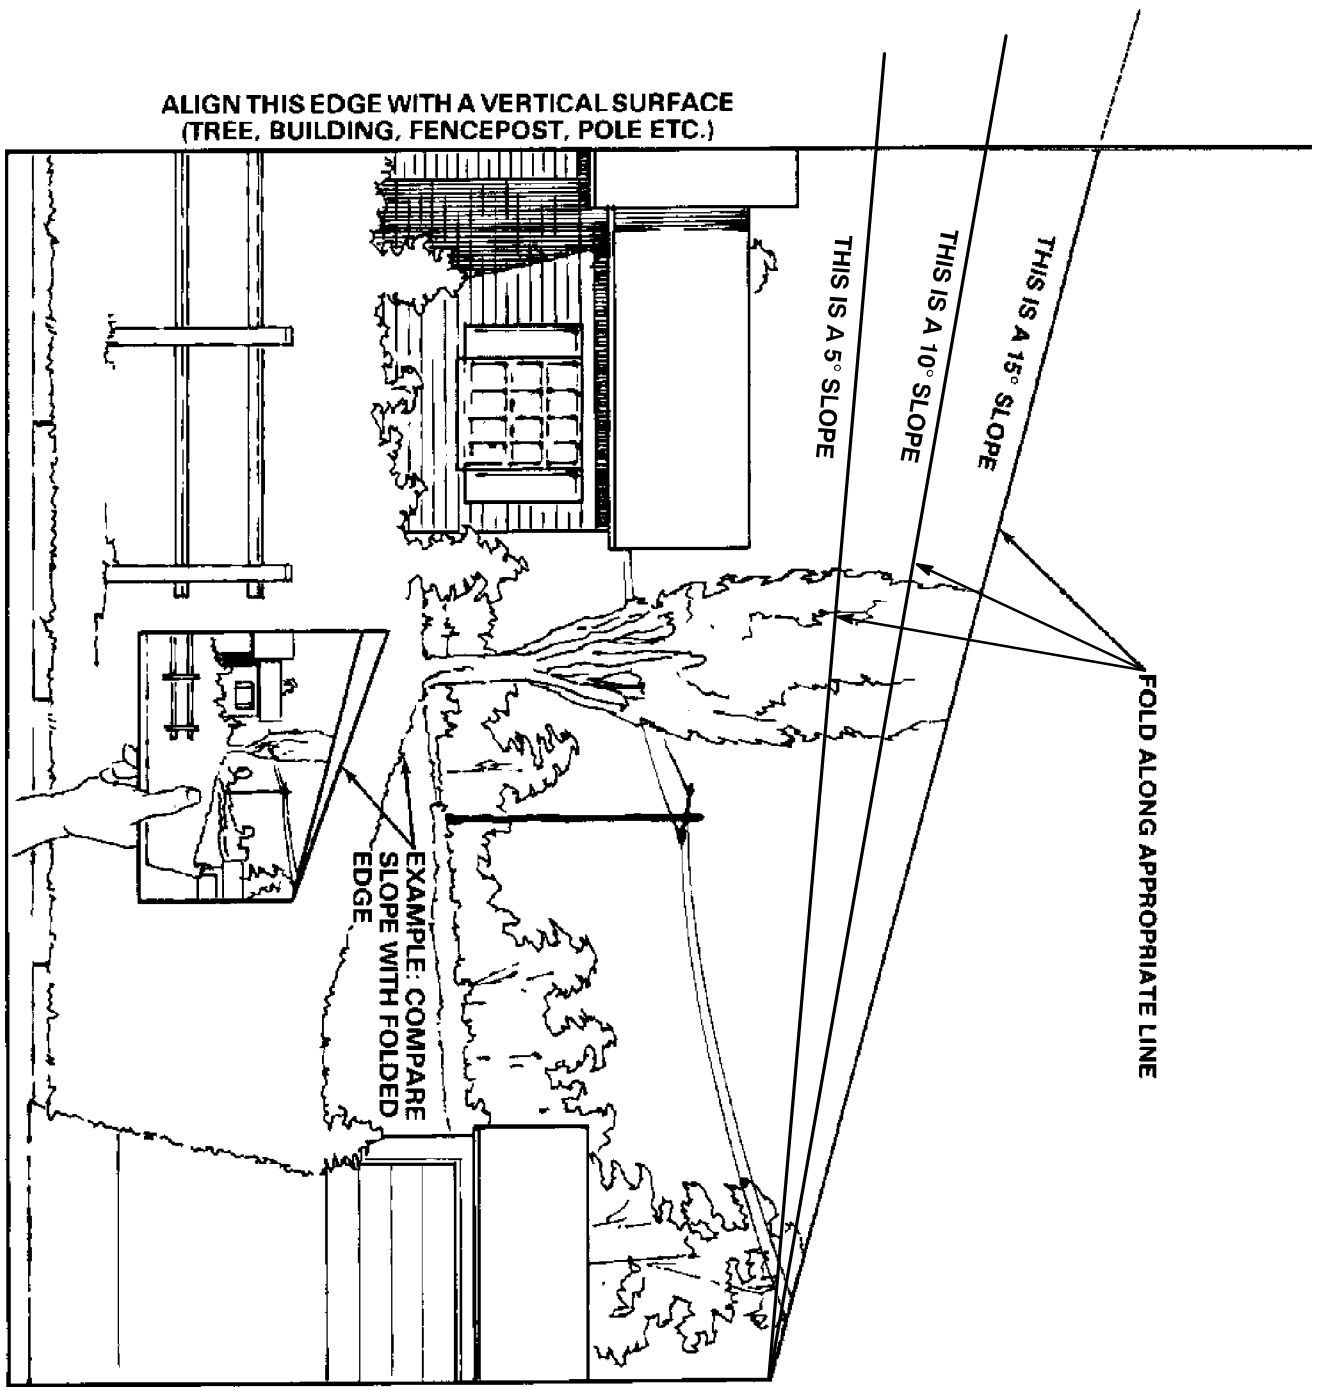 ALIGN THIS EDGE WITH A VERTICAL SURFACE
(TREE, BUILDING, FENCEPOST, POLE ETC.)
THIS IS A 15° SLOPE
THIS IS A 10° SLOPE
THIS IS A 5° SLOPE
FOLD ALONG APPROPRIATE LINE
EXAMPLE: COMPARE
SLOPE WITH FOLDED
EDGE